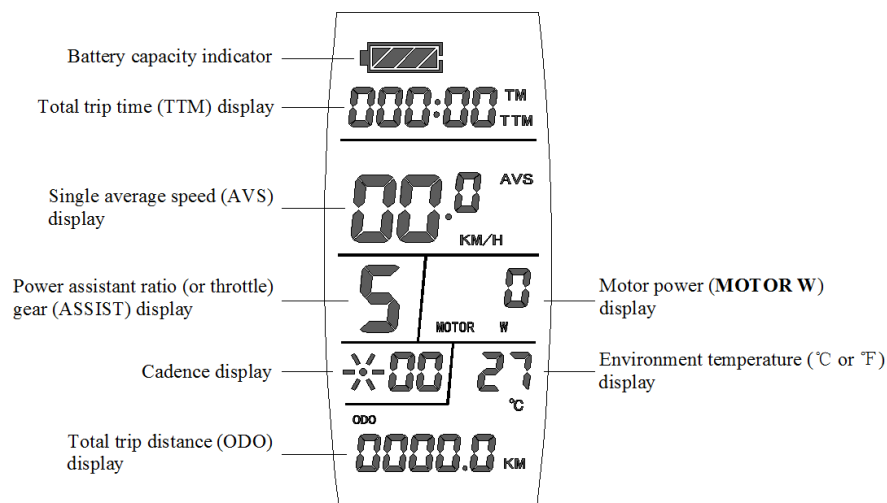 Battery capacity indicator
Total trip time (TTM) display
000:00 TM
TTM
Single average speed (AVS)
display
00.0 AVS
KM/H
Power assistant ratio (or throttle)
gear (ASSIST) display
5
0
MOTOR W
Motor power (MOTOR W)
display
Cadence display
00
27
℃
Environment temperature (℃ or ℉)
display
ODO
Total trip distance (ODO)
display
0000.0 KM